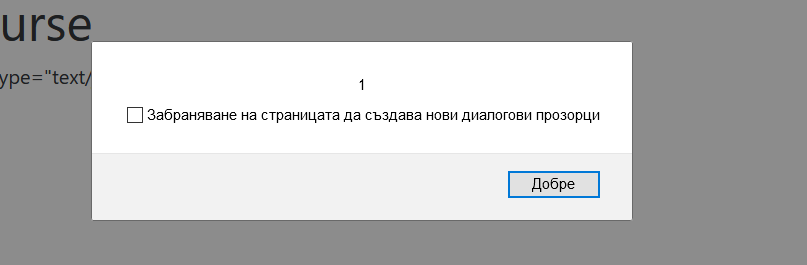 urse
ype="text/
1
Забраняване на страницата да създава нови диалогови прозорци
Добре